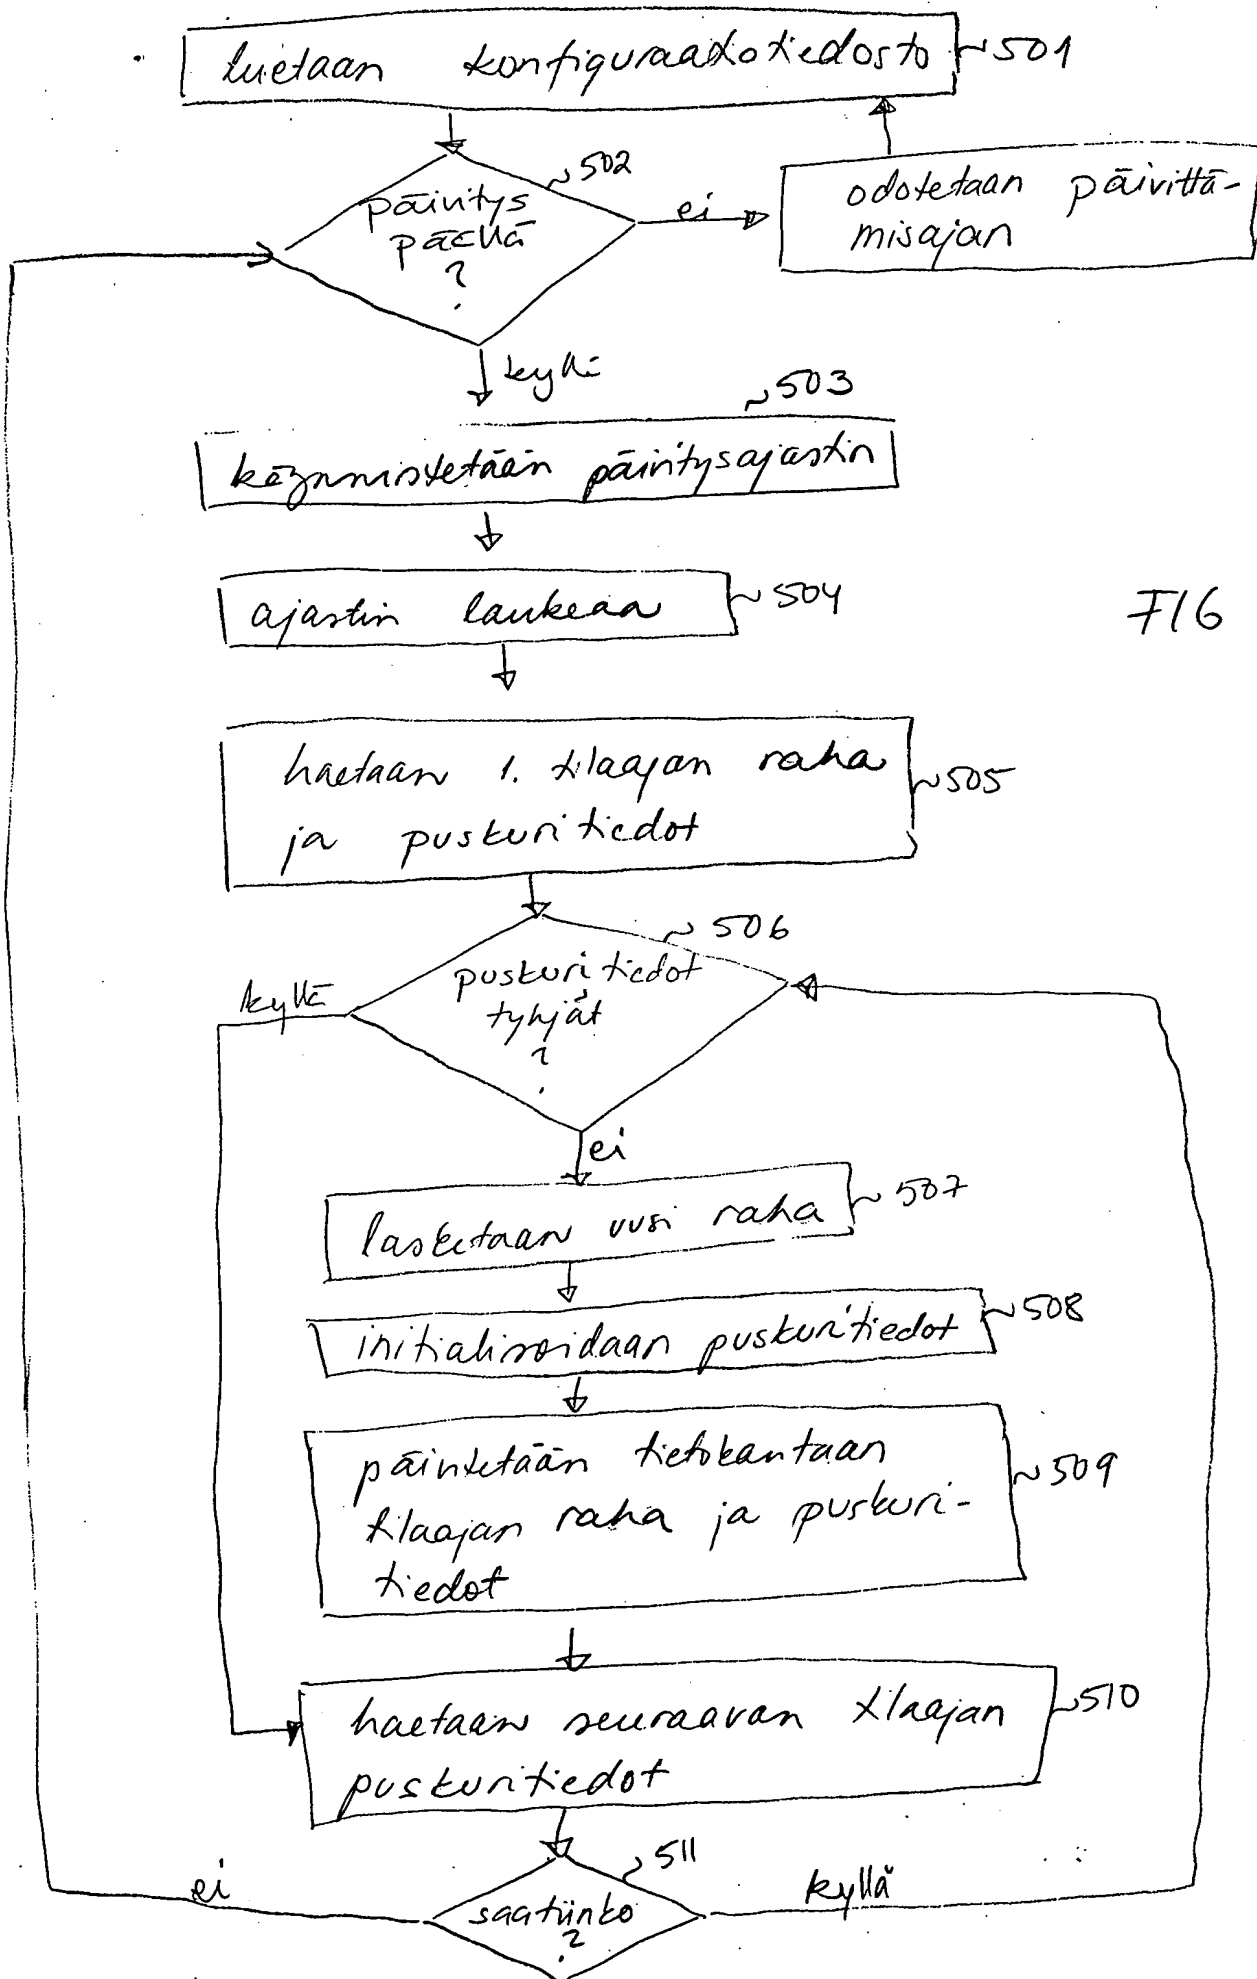 luetaan konfiguraatiotiedosto 501
502
päivitys
päällä
?
ei
odotetaan päivittä-
misajan
kyllä
503
käynnistetään päivitysajastin
ajastin laukeaa 504
FIG
haetaan 1. tilaajan raha
ja puskuritiedot
505
506
puskuritiedot
tyhjät
?
kyllä
ei
lasketaan uusi raha 507
initialisoidaan puskuritiedot 508
päivitetään tietokantaan
tilaajan raha ja puskuri-
tiedot
509
haetaan seuraavan tilaajan
puskuritiedot
510
511
saatiinko
?
ei
kyllä